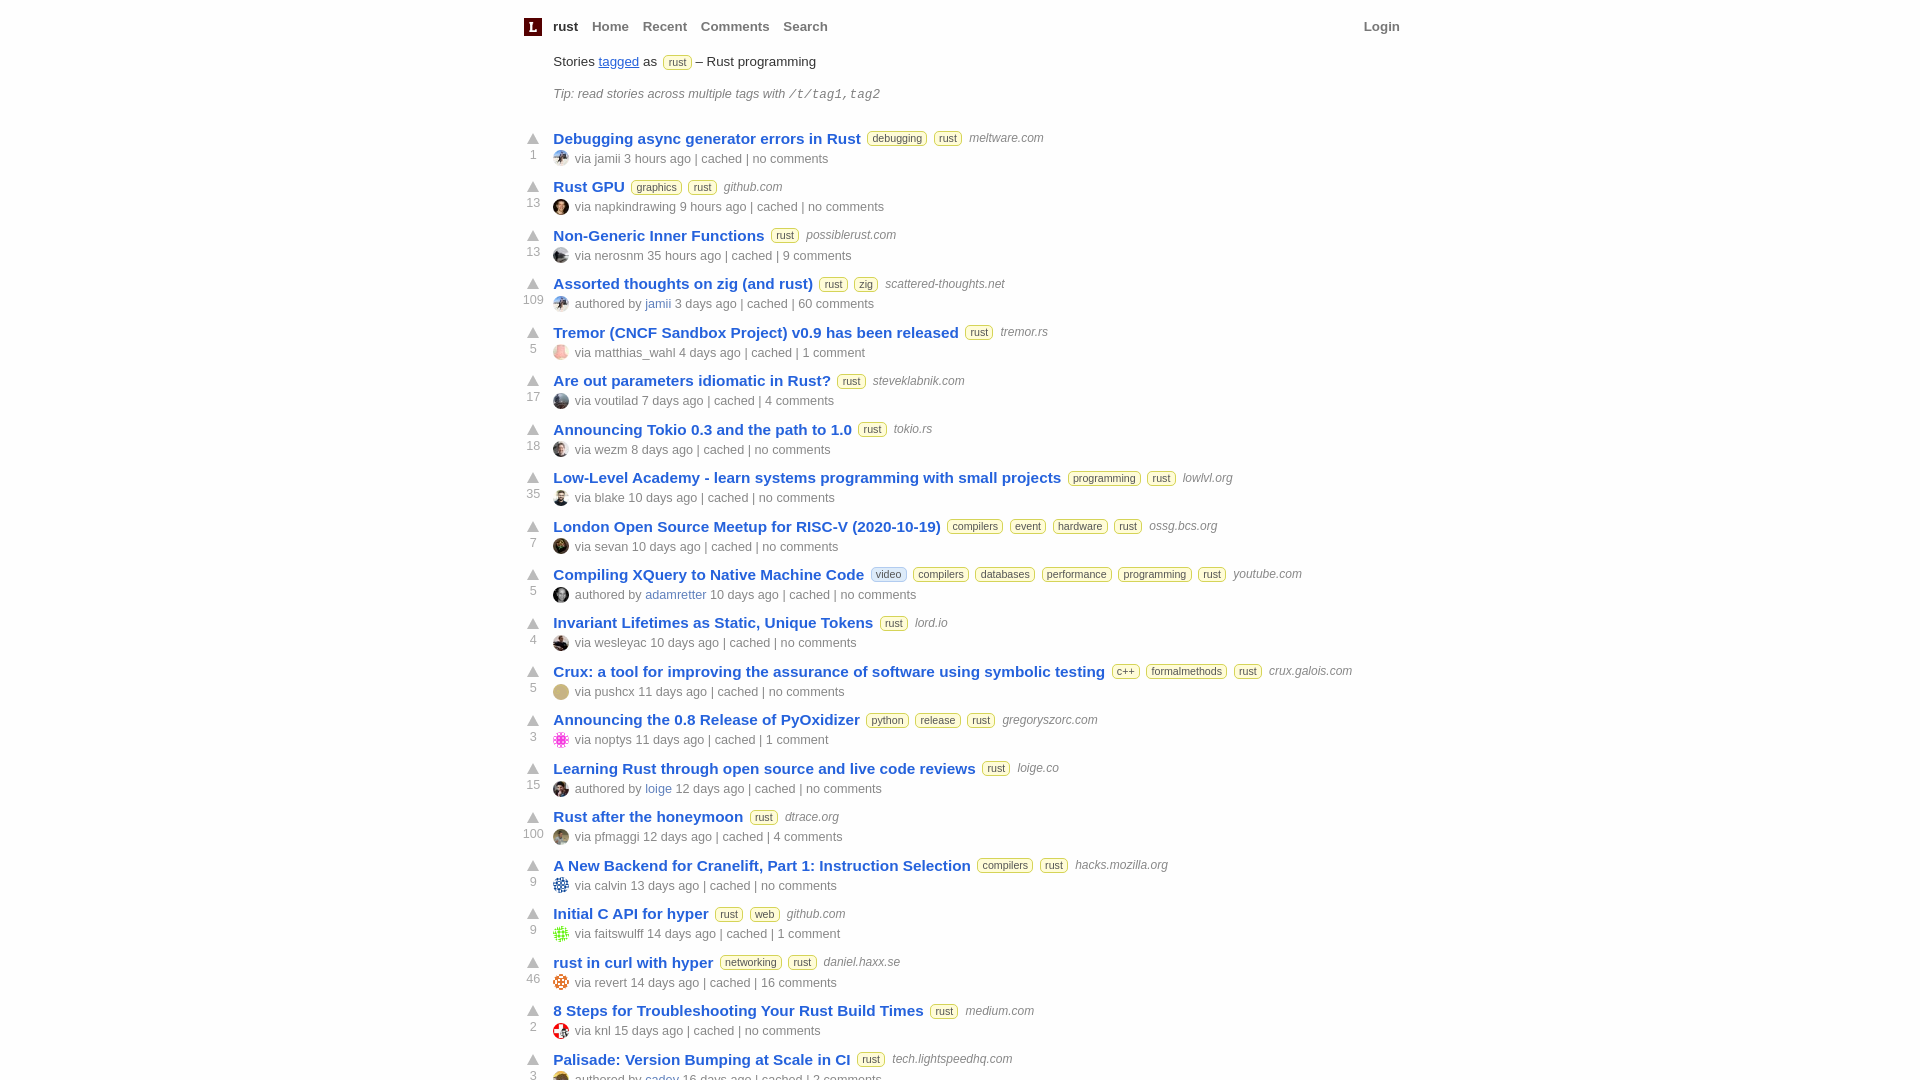 L rust Home Recent Comments Search Login
Stories tagged as rust – Rust programming
Tip: read stories across multiple tags with /t/tag1,tag2
Debugging async generator errors in Rust debugging rust meltware.com
1 via jamii 3 hours ago | cached | no comments
Rust GPU graphics rust github.com
13 via napkindrawing 9 hours ago | cached | no comments
Non-Generic Inner Functions rust possiblerust.com
13 via nerosnm 35 hours ago | cached | 9 comments
Assorted thoughts on zig (and rust) rust zig scattered-thoughts.net
109 authored by jamii 3 days ago | cached | 60 comments
Tremor (CNCF Sandbox Project) v0.9 has been released rust tremor.rs
5 via matthias_wahl 4 days ago | cached | 1 comment
Are out parameters idiomatic in Rust? rust steveklabnik.com
17 via voutilad 7 days ago | cached | 4 comments
Announcing Tokio 0.3 and the path to 1.0 rust tokio.rs
18 via wezm 8 days ago | cached | no comments
Low-Level Academy - learn systems programming with small projects programming rust lowlvl.org
35 via blake 10 days ago | cached | no comments
London Open Source Meetup for RISC-V (2020-10-19) compilers event hardware rust ossg.bcs.org
7 via sevan 10 days ago | cached | no comments
Compiling XQuery to Native Machine Code video compilers databases performance programming rust youtube.com
5 authored by adamretter 10 days ago | cached | no comments
Invariant Lifetimes as Static, Unique Tokens rust lord.io
4 via wesleyac 10 days ago | cached | no comments
Crux: a tool for improving the assurance of software using symbolic testing c++ formalmethods rust crux.galois.com
5 via pushcx 11 days ago | cached | no comments
Announcing the 0.8 Release of PyOxidizer python release rust gregoryszorc.com
3 via noptys 11 days ago | cached | 1 comment
Learning Rust through open source and live code reviews rust loige.co
15 authored by loige 12 days ago | cached | no comments
Rust after the honeymoon rust dtrace.org
100 via pfmaggi 12 days ago | cached | 4 comments
A New Backend for Cranelift, Part 1: Instruction Selection compilers rust hacks.mozilla.org
9 via calvin 13 days ago | cached | no comments
Initial C API for hyper rust web github.com
9 via faitswulff 14 days ago | cached | 1 comment
rust in curl with hyper networking rust daniel.haxx.se
46 via revert 14 days ago | cached | 16 comments
8 Steps for Troubleshooting Your Rust Build Times rust medium.com
2 via knl 15 days ago | cached | no comments
Palisade: Version Bumping at Scale in CI rust tech.lightspeedhq.com
3 authored by cadey 16 days ago | cached | 2 comments